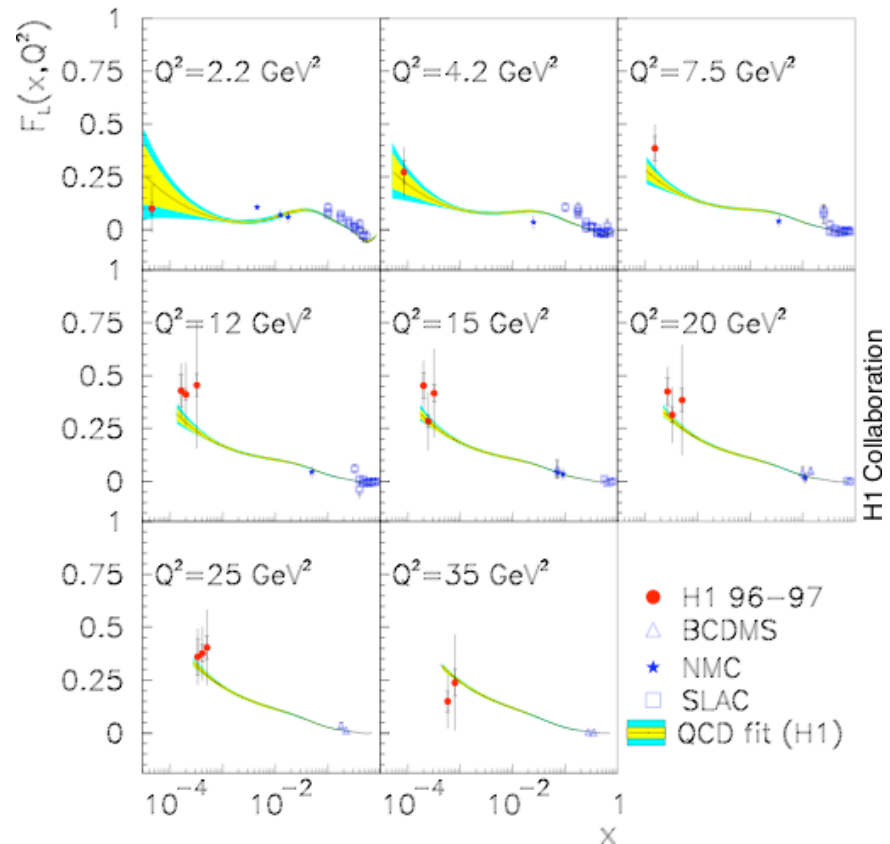 F_L(x,Q²)
1
0.75
0.5
0.25
0
Q²=2.2 GeV²
Q²=4.2 GeV²
Q²=7.5 GeV²
1
0.75
0.5
0.25
0
Q²=12 GeV²
Q²=15 GeV²
Q²=20 GeV²
H1 Collaboration
1
0.75
0.5
0.25
0
Q²=25 GeV²
Q²=35 GeV²
H1 96-97
BCDMS
NMC
SLAC
QCD fit (H1)
10⁻⁴ 10⁻² 10⁻⁴ 10⁻² 1
x